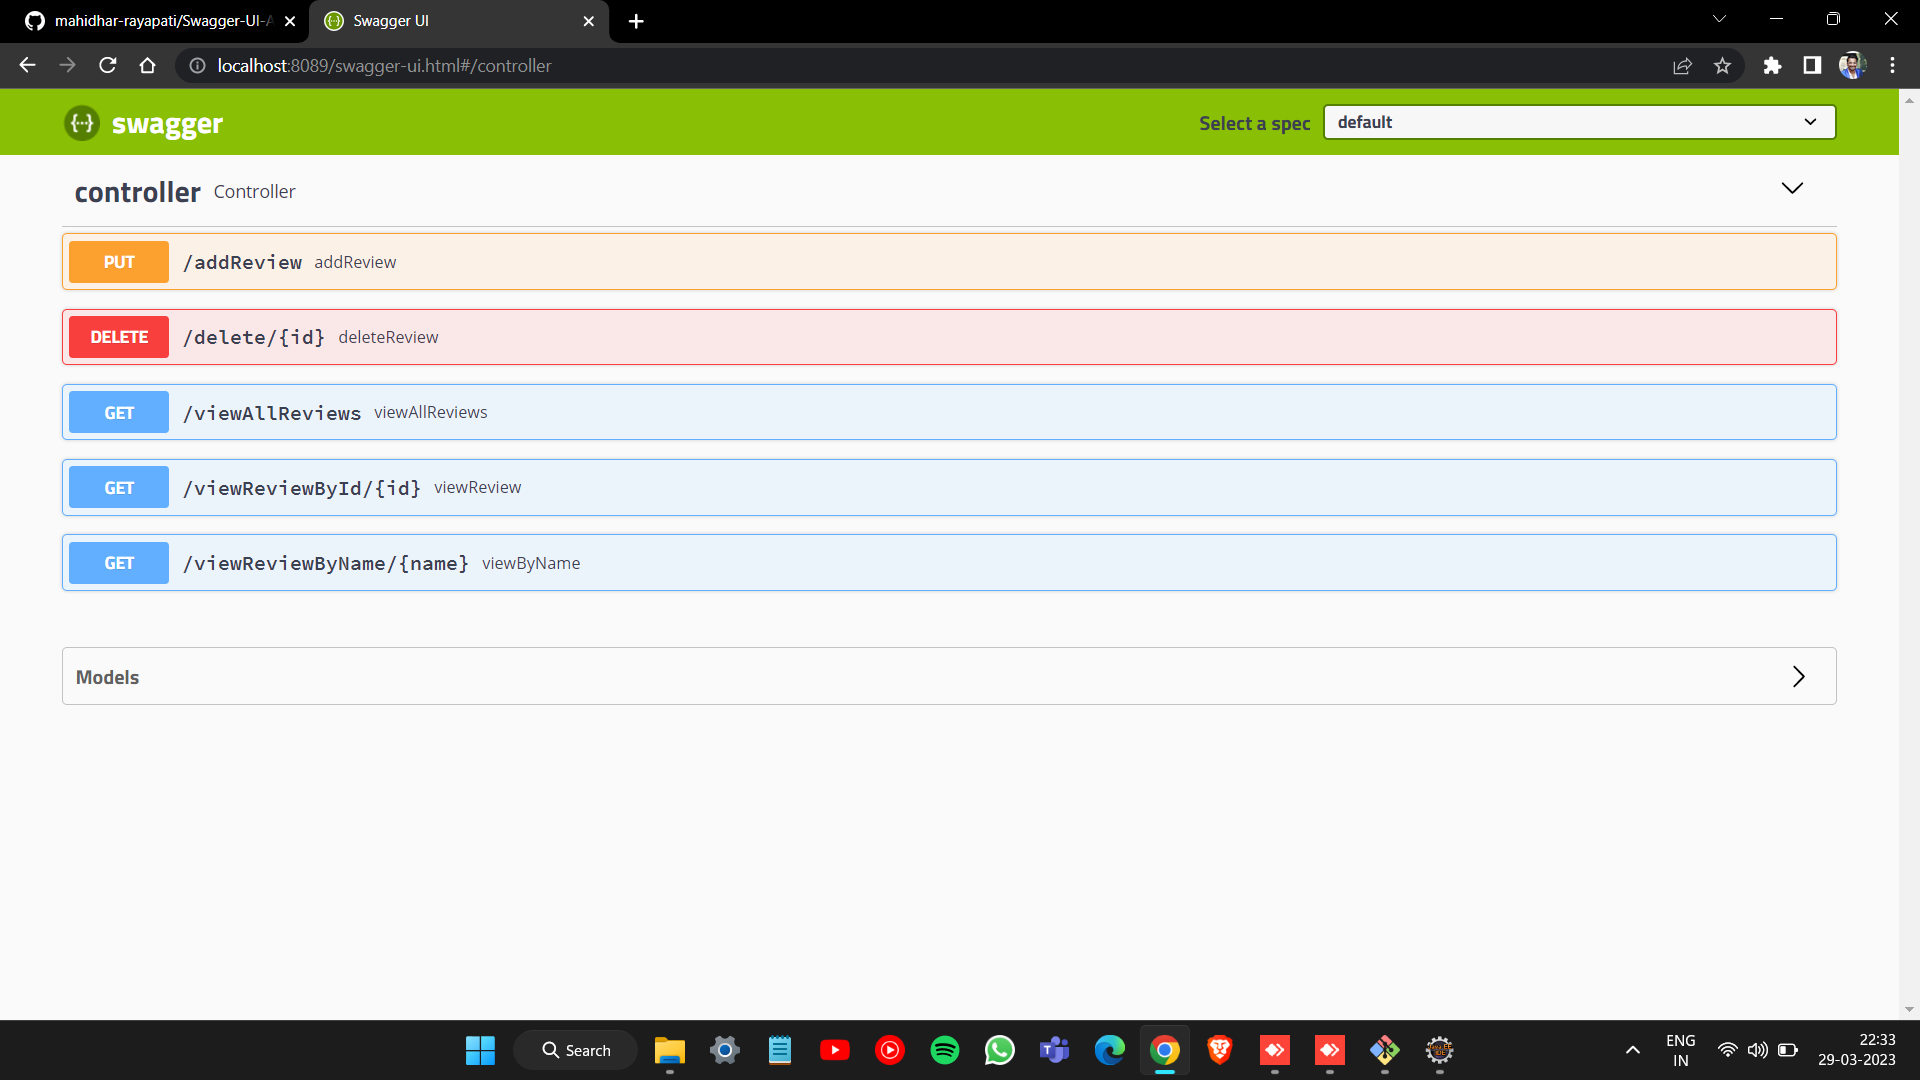 mahidhar-rayapati/Swagger-UI-A
Swagger UI
localhost:8089/swagger-ui.html#/controller
swagger
Select a spec
default
controller Controller
PUT /addReview addReview
DELETE /delete/{id} deleteReview
GET /viewAllReviews viewAllReviews
GET /viewReviewById/{id} viewReview
GET /viewReviewByName/{name} viewByName
Models
Search
ENG
IN
22:33
29-03-2023